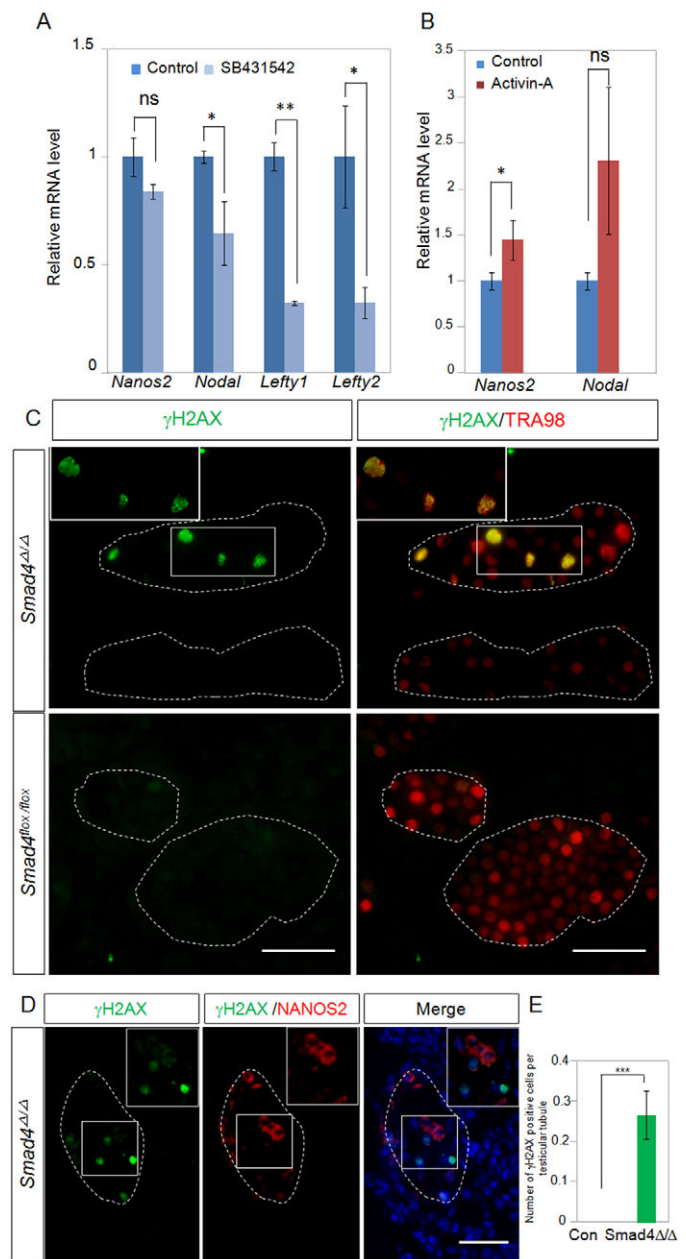 A
B
1.5
Control SB431542
ns
*
**
*
1
0.5
0
Relative mRNA level
Nanos2 Nodal Lefty1 Lefty2
3.5
Control
Activin-A
ns
*
3
2.5
2
1.5
1
0.5
0
Relative mRNA level
Nanos2 Nodal
C
γH2AX
γH2AX/TRA98
Smad4Δ/Δ
Smad4flox/flox
D
γH2AX
γH2AX /NANOS2
Merge
Smad4Δ/Δ
E
Number of γH2AX positive cells per
testicular tubule
0.4
0.3
0.2
0.1
0
***
Con Smad4Δ/Δ